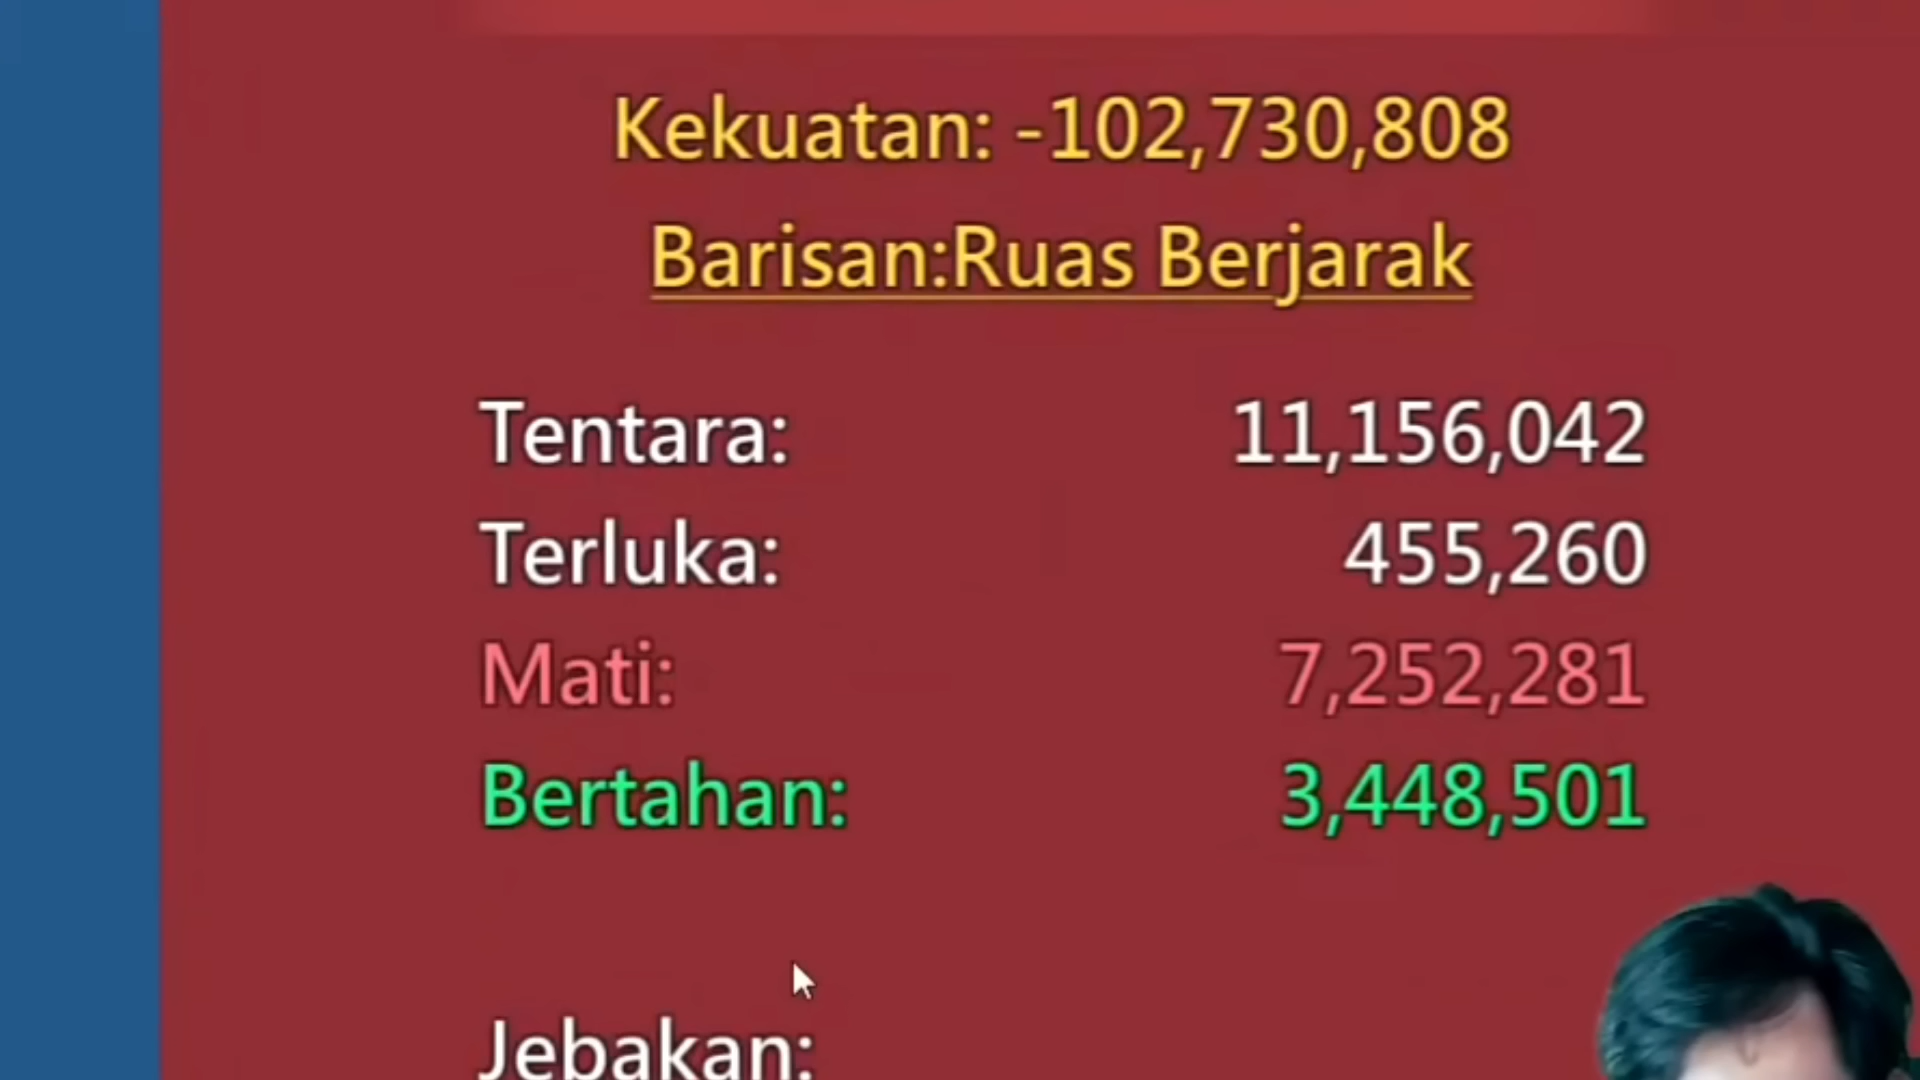 Kekuatan: -102,730,808
Barisan:Ruas Berjarak
Tentara: 11,156,042
Terluka: 455,260
Mati: 7,252,281
Bertahan: 3,448,501
Jebakan: